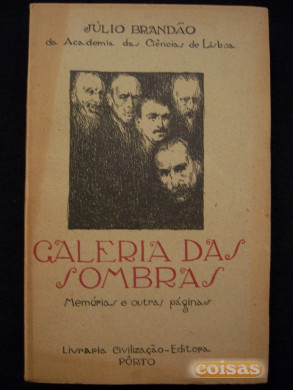 JÚLIO BRANDÃO
da Academia das Ciências de Lisboa
GALERIA DAS
SOMBRAS
Memórias e outras páginas
Livraria Civilização-Editora
PÔRTO
coisas